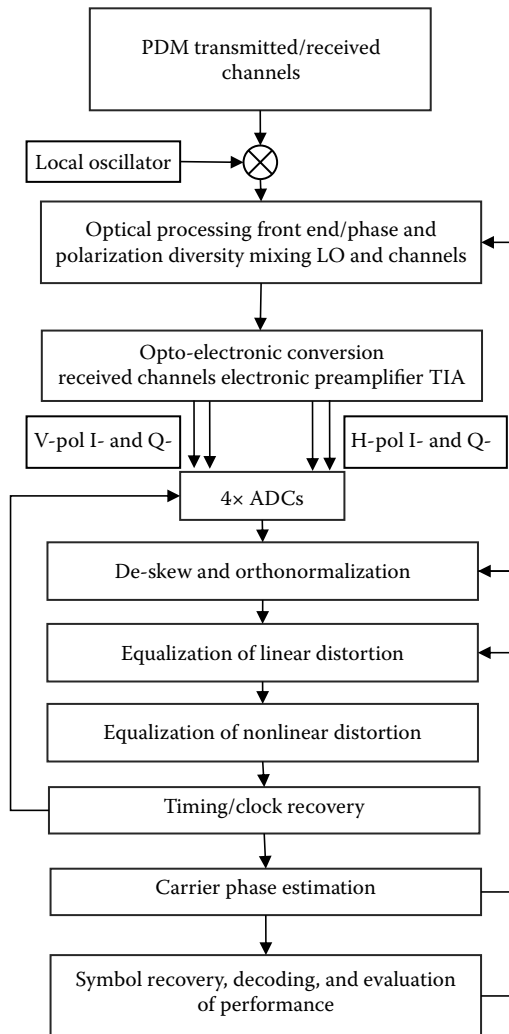 PDM transmitted/received
channels
Local oscillator
Optical processing front end/phase and
polarization diversity mixing LO and channels
Opto-electronic conversion
received channels electronic preamplifier TIA
V-pol I- and Q-
H-pol I- and Q-
4× ADCs
De-skew and orthonormalization
Equalization of linear distortion
Equalization of nonlinear distortion
Timing/clock recovery
Carrier phase estimation
Symbol recovery, decoding, and evaluation
of performance